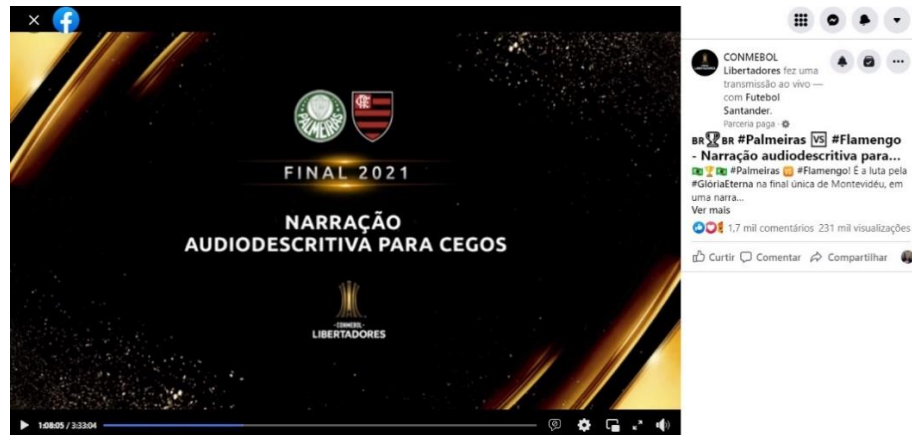 PALMEIRAS
FINAL 2021
NARRAÇÃO
AUDIODESCRITIVA PARA CEGOS
CONMEBOL
LIBERTADORES
1:08:05 / 3:33:04
CONMEBOL
Libertadores fez uma
transmissão ao vivo —
com Futebol
Santander.
Parceria paga ·
BR🏆BR #Palmeiras 🆚 #Flamengo
- Narração audiodescritiva para...
🇧🇷🏆🇧🇷 #Palmeiras 🆚 #Flamengo! É a luta pela
#GlóriaEterna na final única de Montevidéu, em
uma narra...
Ver mais
1,7 mil comentários 231 mil visualizações
Curtir Comentar Compartilhar